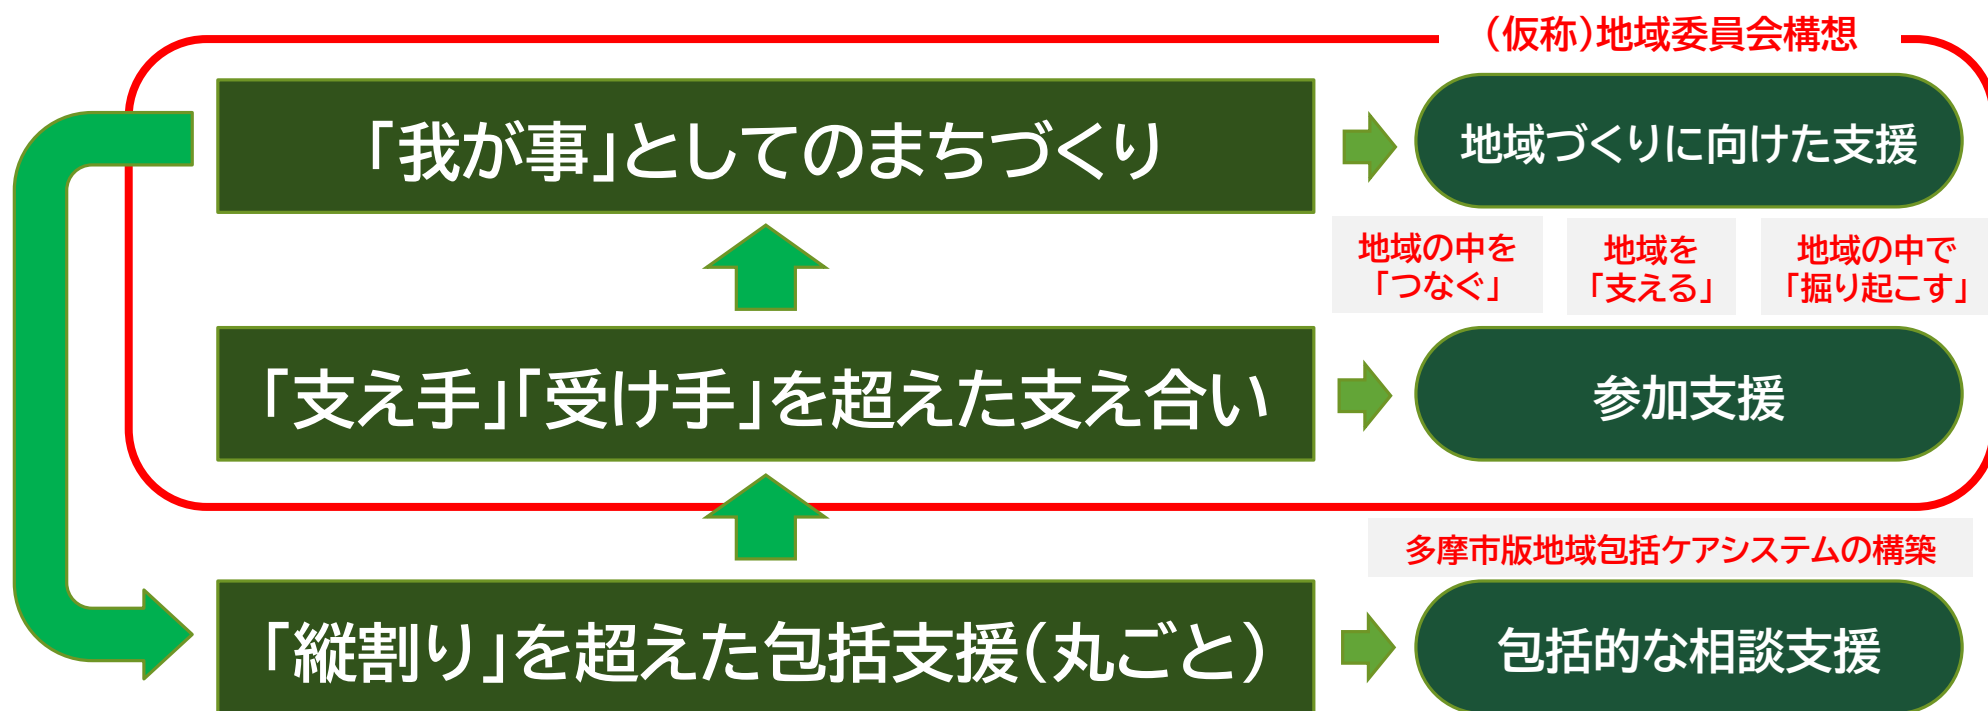 （仮称）地域委員会構想
「我が事」としてのまちづくり
地域づくりに向けた支援
地域の中を
「つなぐ」
地域を
「支える」
地域の中で
「掘り起こす」
「支え手」「受け手」を超えた支え合い
参加支援
多摩市版地域包括ケアシステムの構築
「縦割り」を超えた包括支援（丸ごと）
包括的な相談支援